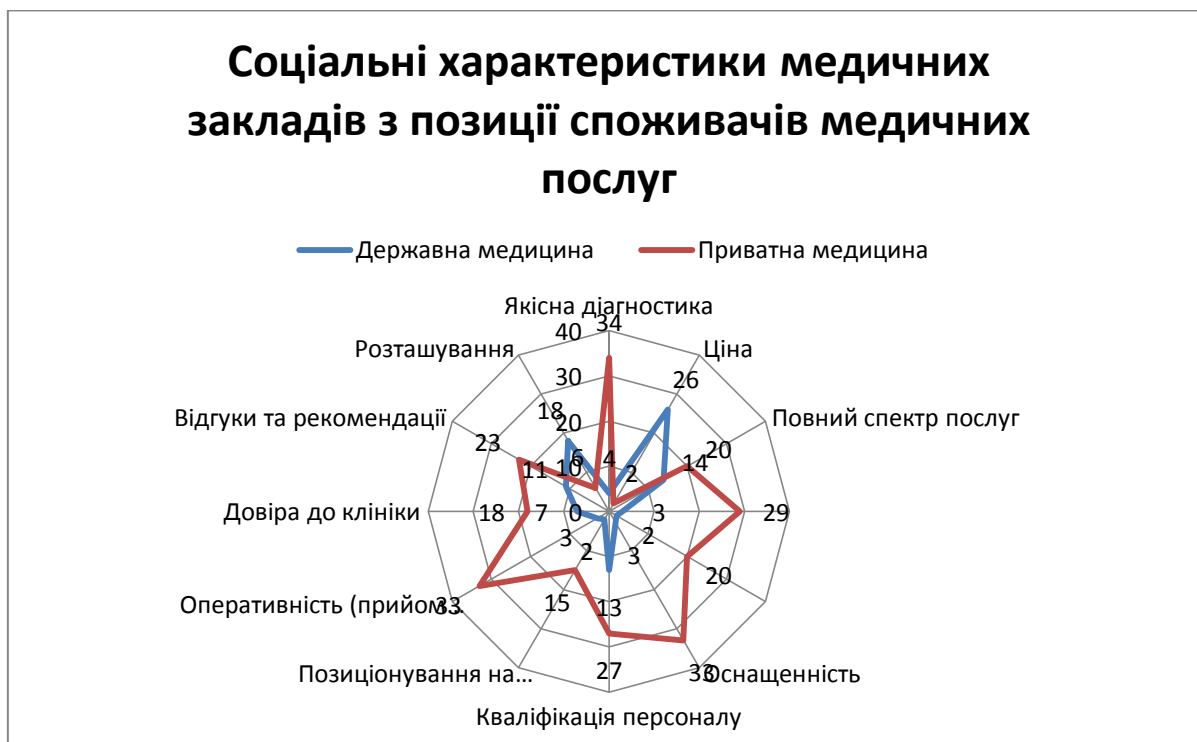 Соціальні характеристики медичних
закладів з позиції споживачів медичних
послуг
Державна медицина Приватна медицина
Якісна діагностика
34
40
Розташування
Ціна
30
26
18
20
Відгуки та рекомендації
Повний спектр послуг
23
20
11
10
6
4
2
14
Довіра до клініки
18
7
0
3
29
3
2
2
3
20
Оперативність (прийом…
33
15
13
Позиціонування на…
27
33
Оснащенність
Кваліфікація персоналу